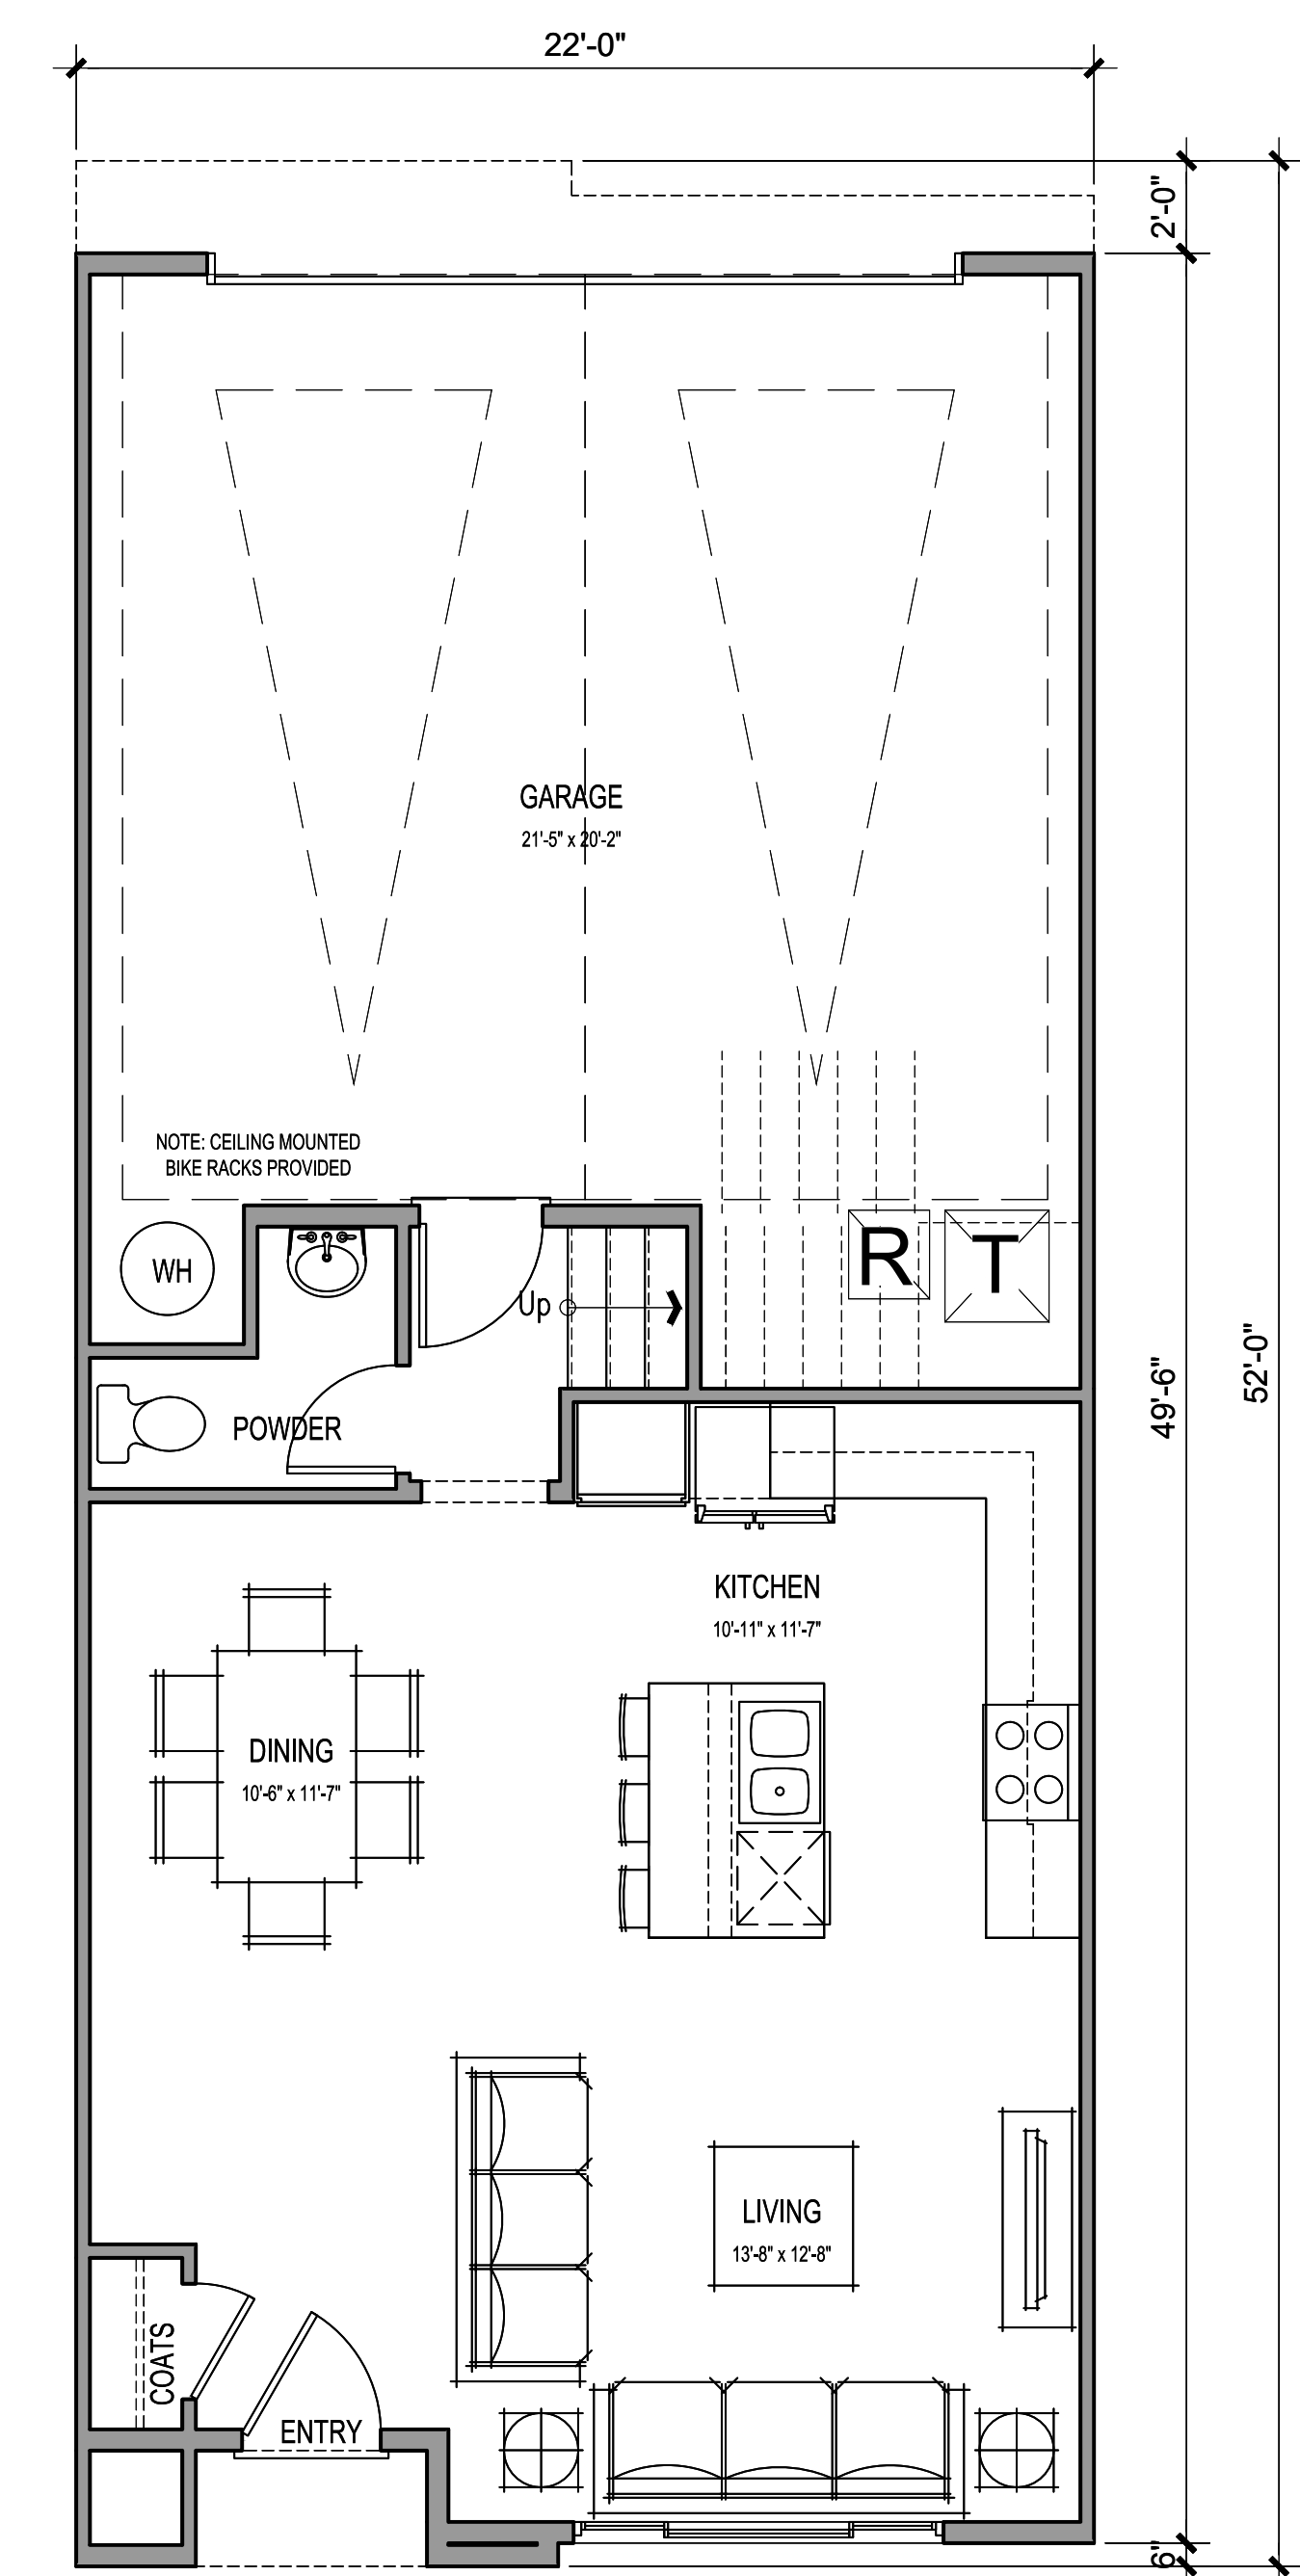 22'-0"
2'-0"
GARAGE
21'-5" x 20'-2"
NOTE: CEILING MOUNTED
BIKE RACKS PROVIDED
WH
R
T
Up
POWDER
49'-6"
52'-0"
KITCHEN
10'-11" x 11'-7"
DINING
10'-6" x 11'-7"
LIVING
13'-8" x 12'-8"
COATS
ENTRY
6"